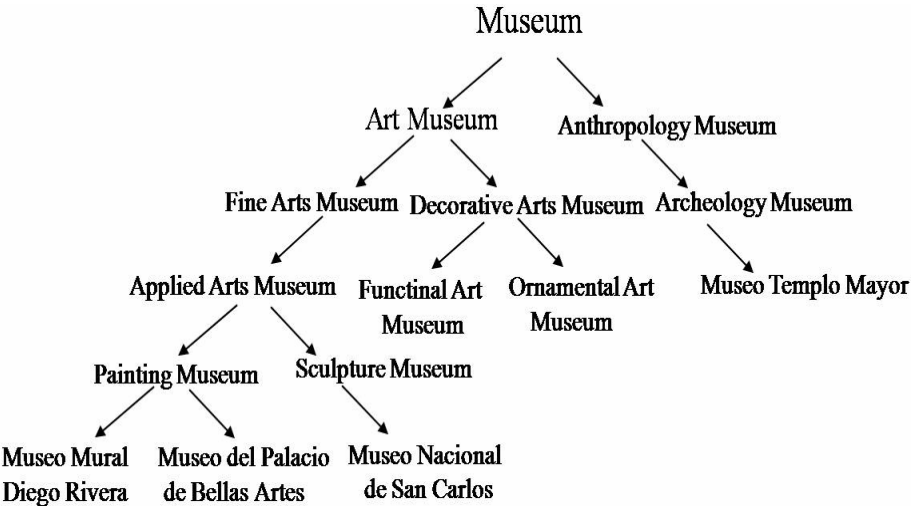 Museum
Art Museum
Anthropology Museum
Fine Arts Museum
Decorative Arts Museum
Archeology Museum
Applied Arts Museum
Functinal Art
Museum
Ornamental Art
Museum
Museo Templo Mayor
Painting Museum
Sculpture Museum
Museo Mural
Diego Rivera
Museo del Palacio
de Bellas Artes
Museo Nacional
de San Carlos